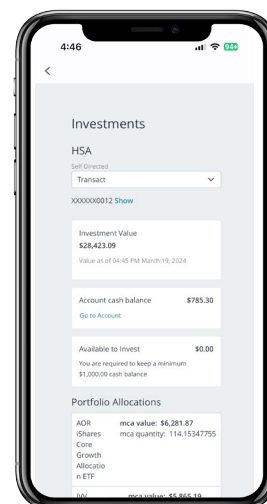 4:46
94+
Investments
HSA
Self Directed
Transact
XXXXXX0012 Show
Investment Value
$28,423.09
Value as of 04:45 PM March 19, 2024
Account cash balance $785.30
Go to Account
Available to Invest $0.00
You are required to keep a minimum
$1,000.00 cash balance
Portfolio Allocations
AOR mca value: $6,281.87
iShares mca quantity: 114.15347755
Core
Growth
Allocatio
n ETF
IVV mca value: $5,865.19